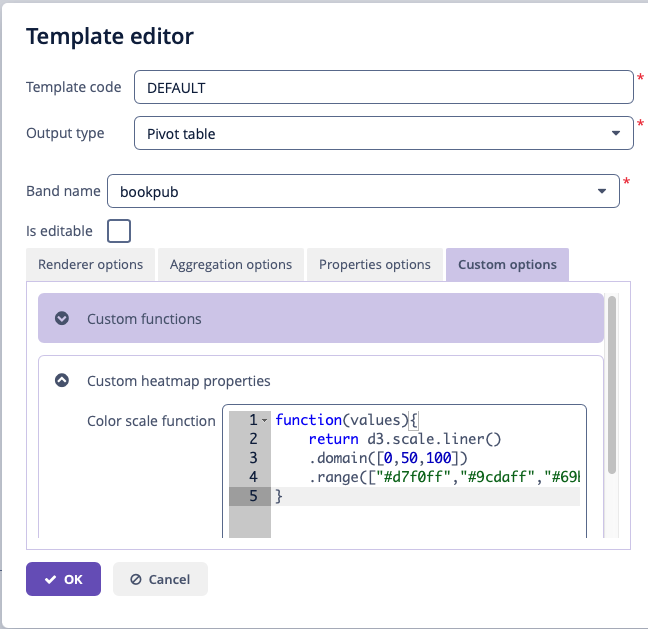 Template editor
Template code DEFAULT *
Output type Pivot table *
Band name bookpub *
Is editable
Renderer options Aggregation options Properties options Custom options
Custom functions
Custom heatmap properties
Color scale function
1 function(values){
2 return d3.scale.liner()
3 .domain([0,50,100])
4 .range(["#d7f0ff","#9cdaff","#69
5 }
OK Cancel